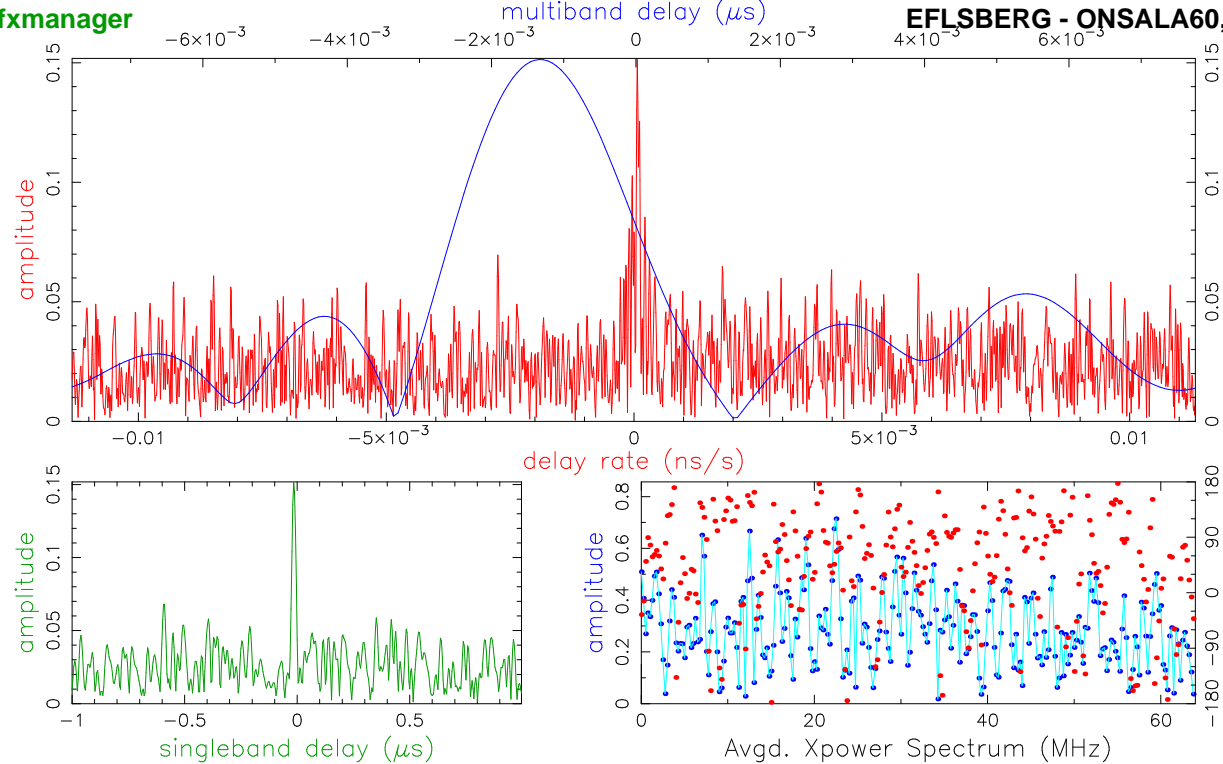 fxmanager
multiband delay (μs)
EFLSBERG - ONSALA60,
−6×10⁻³ −4×10⁻³ −2×10⁻³ 0 2×10⁻³ 4×10⁻³ 6×10⁻³
0.15 0.15
0.1 0.1
amplitude
0.05 0.05
0 0
−0.01 −5×10⁻³ 0 5×10⁻³ 0.01
delay rate (ns/s)
0.15
0.1
amplitude
0.05
0
−1 −0.5 0 0.5
singleband delay (μs)
0.8 180
0.6 90
amplitude
0.4 0
0.2 −90
0 −180
0 20 40 60
Avgd. Xpower Spectrum (MHz)